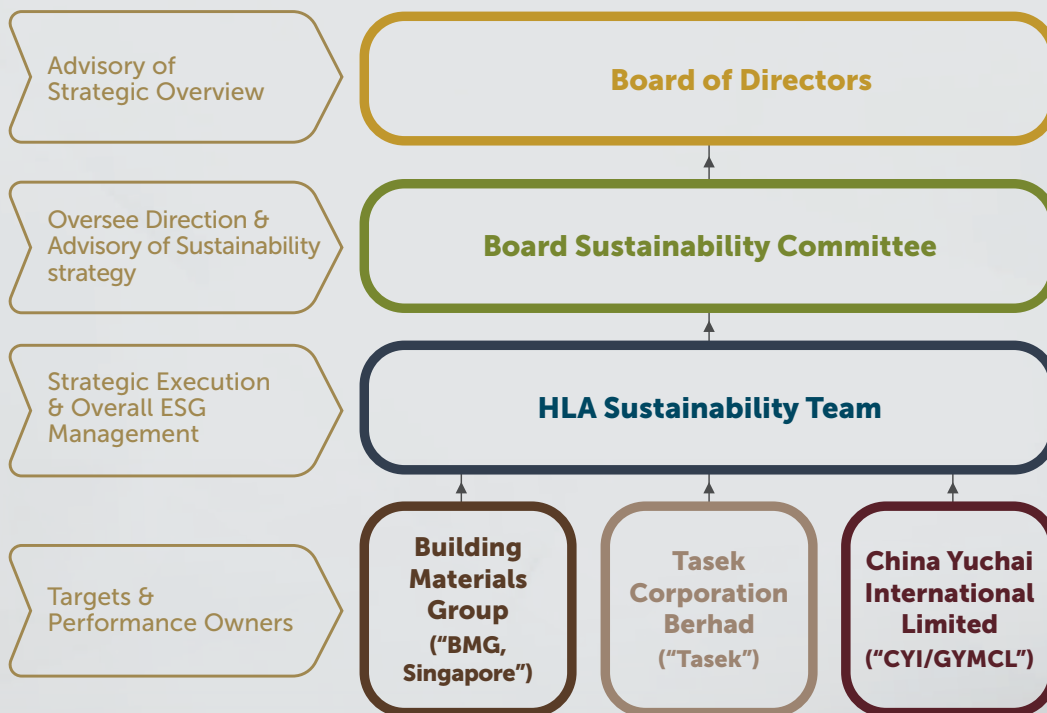 Advisory of
Strategic Overview
Board of Directors
Oversee Direction &
Advisory of Sustainability
strategy
Board Sustainability Committee
Strategic Execution
& Overall ESG
Management
HLA Sustainability Team
Targets &
Performance Owners
Building
Materials
Group
(“BMG,
Singapore”)
Tasek
Corporation
Berhad
(“Tasek”)
China Yuchai
International
Limited
(“CYI/GYMCL”)